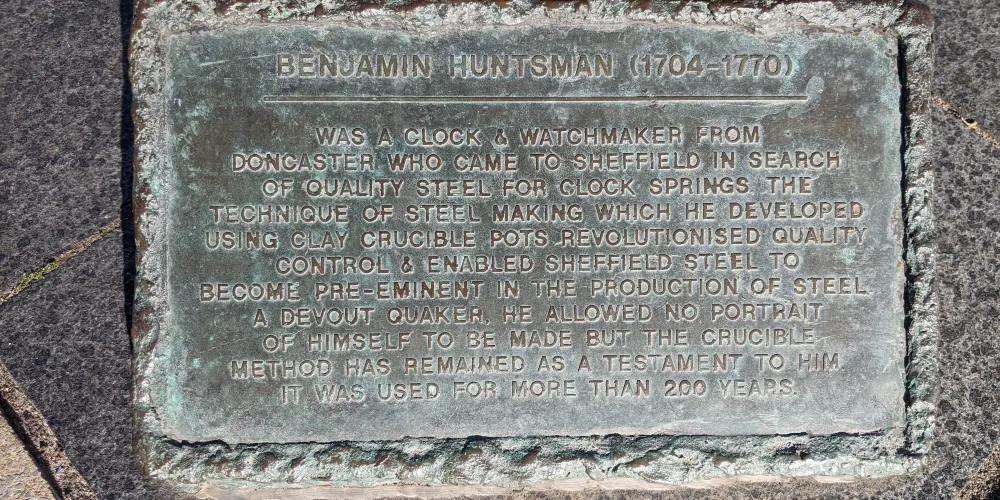 BENJAMIN HUNTSMAN (1704-1770)
WAS A CLOCK & WATCHMAKER FROM
DONCASTER WHO CAME TO SHEFFIELD IN SEARCH
OF QUALITY STEEL FOR CLOCK SPRINGS. THE
TECHNIQUE OF STEEL MAKING WHICH HE DEVELOPED
USING CLAY CRUCIBLE POTS REVOLUTIONISED QUALITY
CONTROL & ENABLED SHEFFIELD STEEL TO
BECOME PRE-EMINENT IN THE PRODUCTION OF STEEL.
A DEVOUT QUAKER, HE ALLOWED NO PORTRAIT
OF HIMSELF TO BE MADE BUT THE CRUCIBLE
METHOD HAS REMAINED AS A TESTAMENT TO HIM.
IT WAS USED FOR MORE THAN 200 YEARS.